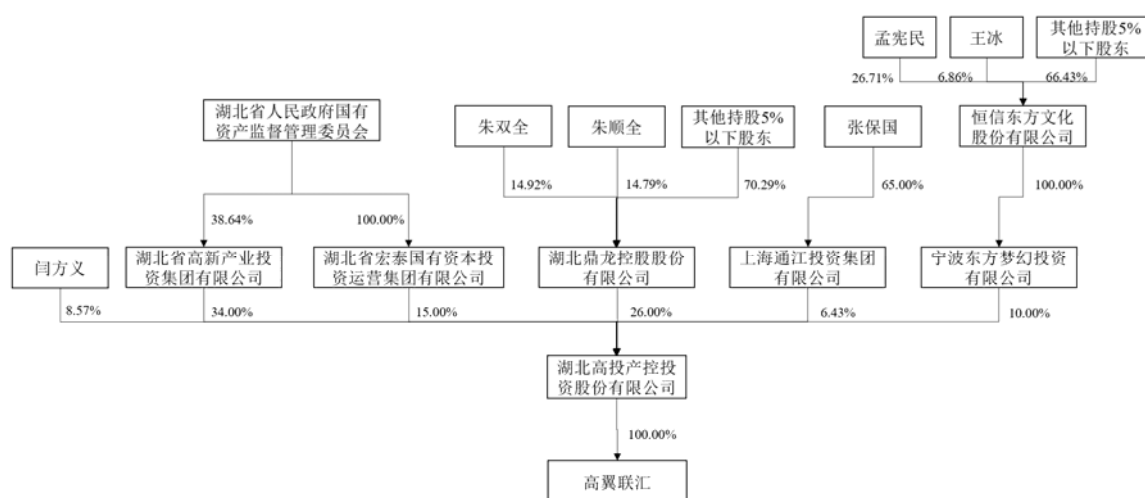 孟宪民
王冰
其他持股5%
以下股东
26.71%
6.86%
66.43%
湖北省人民政府国有
资产监督管理委员会
朱双全
朱顺全
其他持股5%
以下股东
张保国
恒信东方文化
股份有限公司
14.92%
14.79%
70.29%
65.00%
100.00%
38.64%
100.00%
闫方义
湖北省高新产业投
资集团有限公司
湖北省宏泰国有资本投
资运营集团有限公司
湖北鼎龙控股股份
有限公司
上海通江投资集团
有限公司
宁波东方梦幻投资
有限公司
8.57%
34.00%
15.00%
26.00%
6.43%
10.00%
湖北高投产控投
资股份有限公司
100.00%
高翼联汇